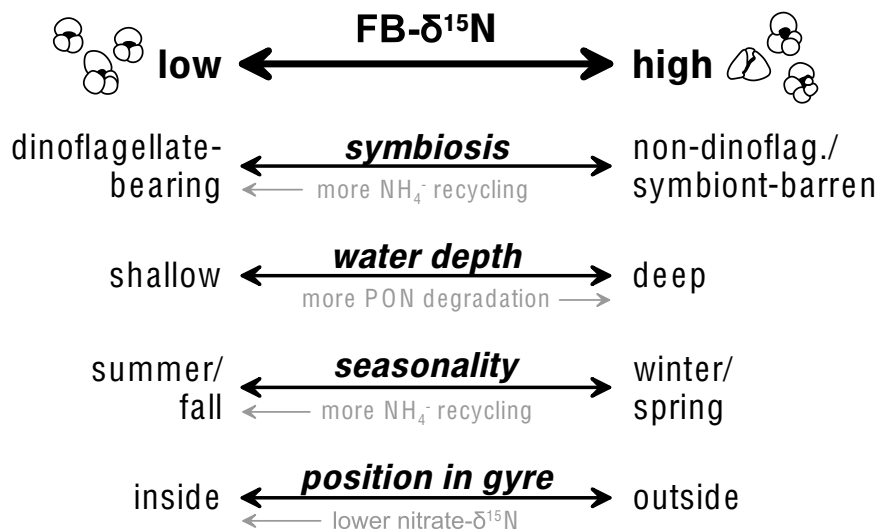 FB-δ¹⁵N
low high
dinoflagellate-
bearing
symbiosis
more NH₄⁻ recycling
non-dinoflag./
symbiont-barren
shallow
water depth
more PON degradation
deep
summer/
fall
seasonality
more NH₄⁻ recycling
winter/
spring
inside
position in gyre
lower nitrate-δ¹⁵N
outside